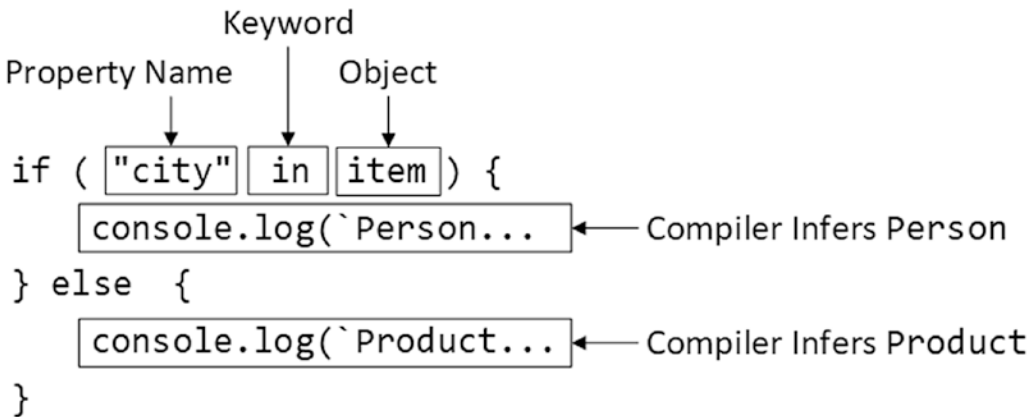 Keyword
Property Name Object
if ( "city" in item ) {
console.log(`Person... Compiler Infers Person
} else {
console.log(`Product... Compiler Infers Product
}